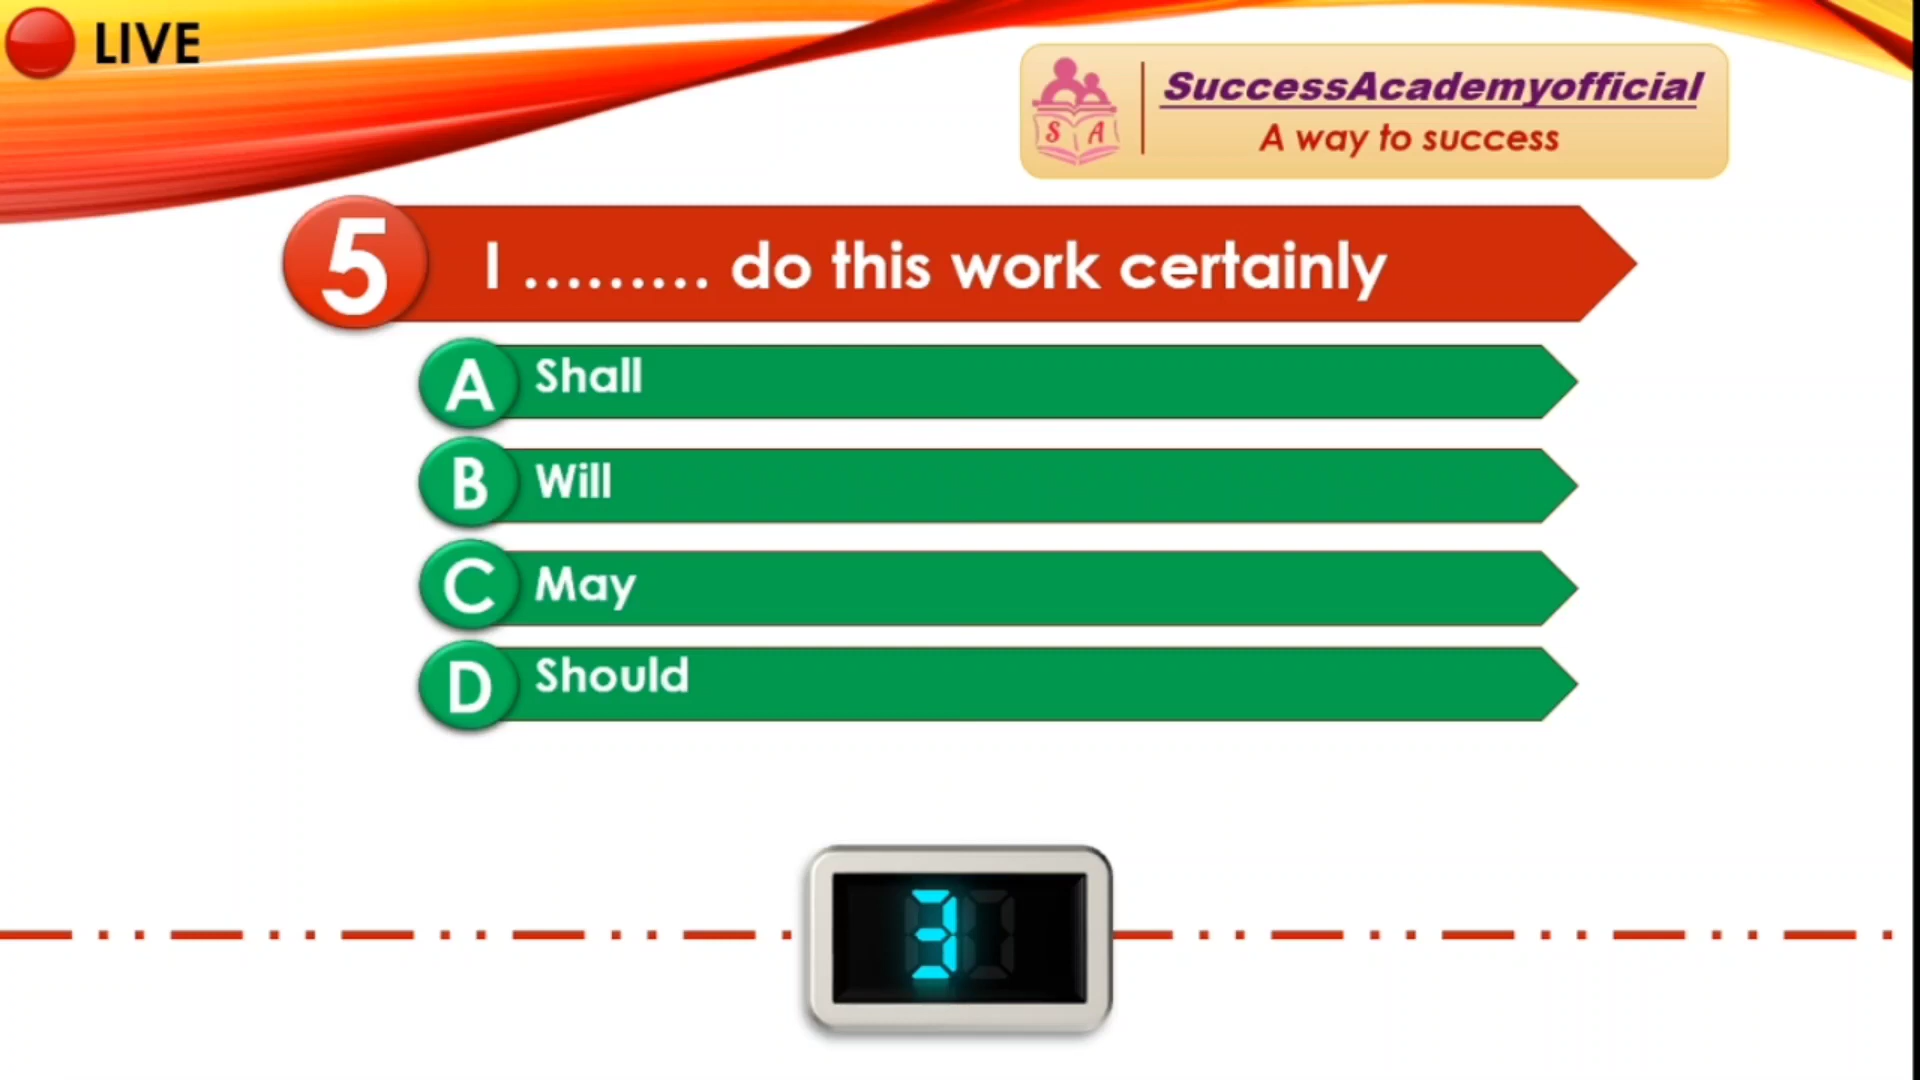 LIVE
SuccessAcademyofficial
S A
A way to success
5 I ......... do this work certainly
A Shall
B Will
C May
D Should
3